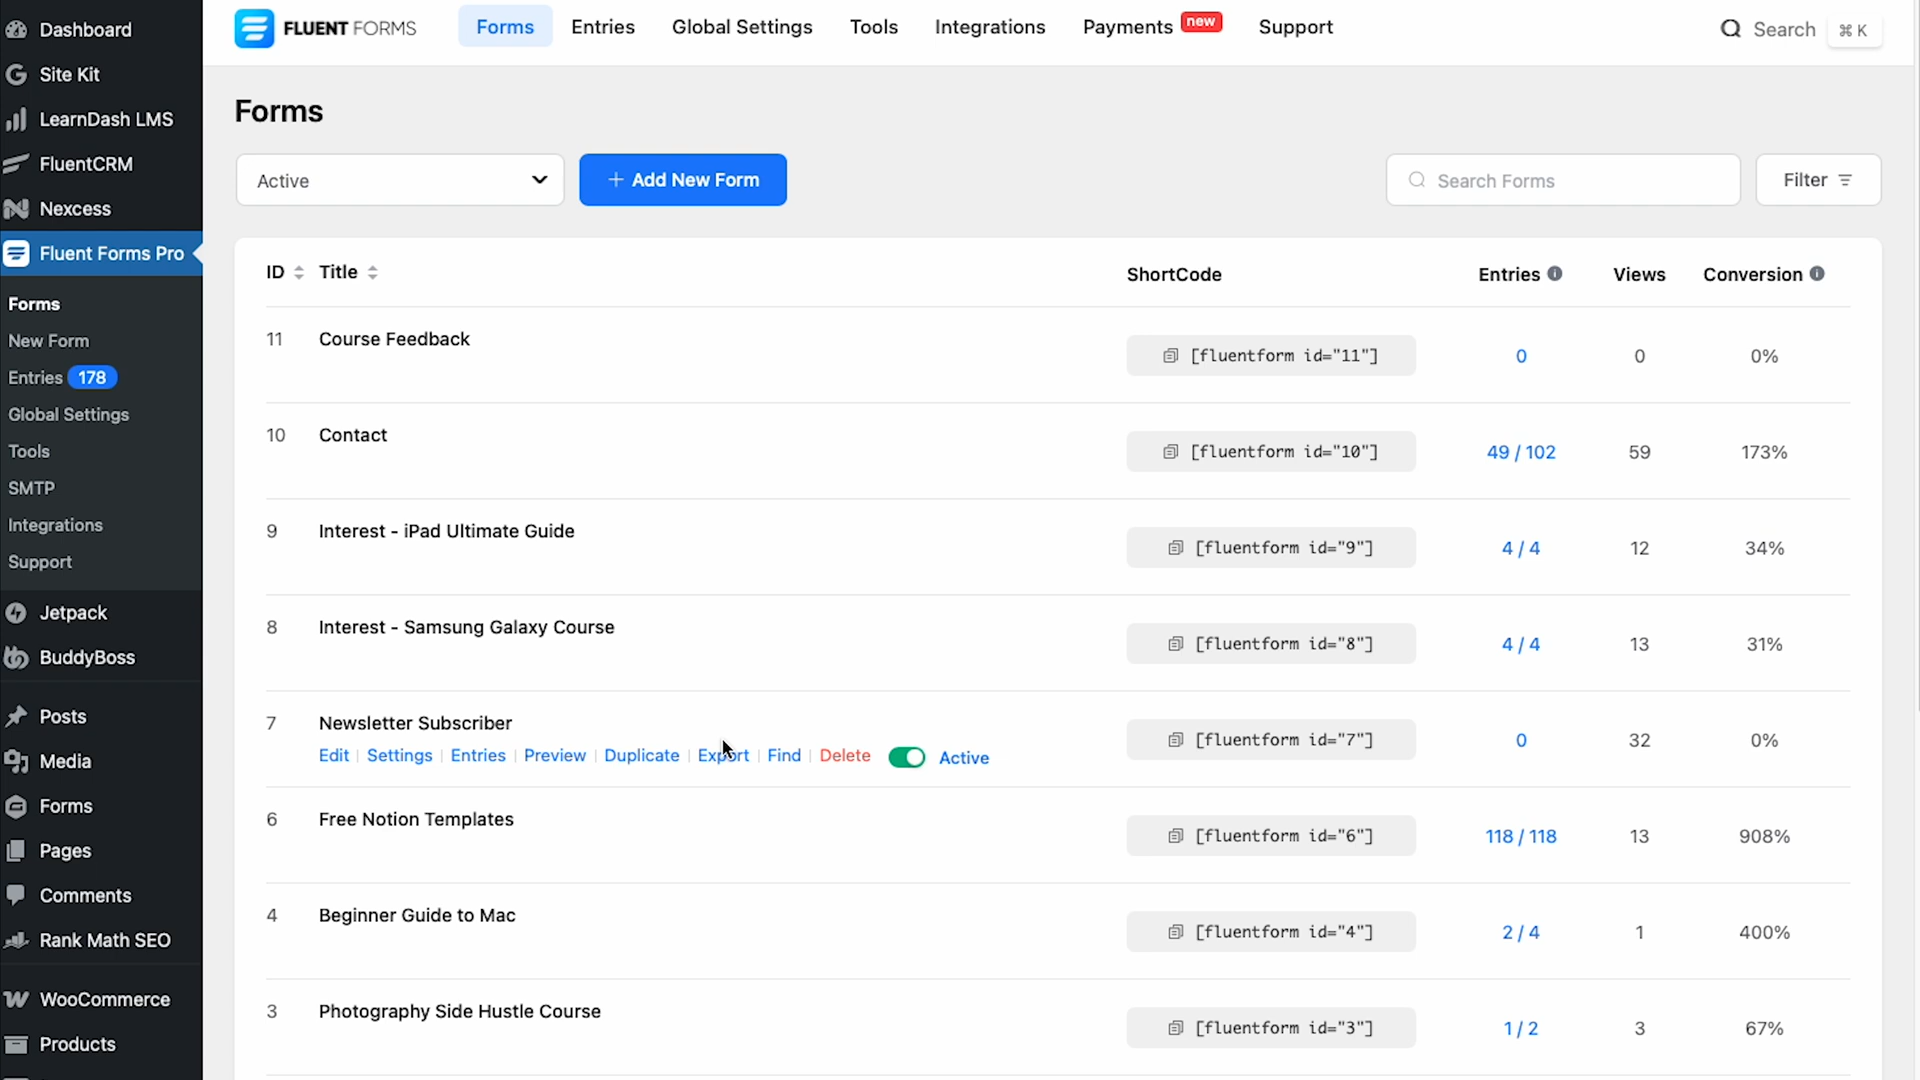 Dashboard
Site Kit
LearnDash LMS
FluentCRM
Nexcess
Fluent Forms Pro
Forms
New Form
Entries 178
Global Settings
Tools
SMTP
Integrations
Support
Jetpack
BuddyBoss
Posts
Media
Forms
Pages
Comments
Rank Math SEO
WooCommerce
Products
FLUENT FORMS Forms Entries Global Settings Tools Integrations Payments new Support Search ⌘ K
Forms
Active + Add New Form Search Forms Filter
ID Title ShortCode Entries Views Conversion
11 Course Feedback [fluentform id="11"] 0 0 0%
10 Contact [fluentform id="10"] 49 / 102 59 173%
9 Interest - iPad Ultimate Guide [fluentform id="9"] 4 / 4 12 34%
8 Interest - Samsung Galaxy Course [fluentform id="8"] 4 / 4 13 31%
7 Newsletter Subscriber [fluentform id="7"] 0 32 0%
Edit | Settings | Entries | Preview | Duplicate | Export | Find | Delete Active
6 Free Notion Templates [fluentform id="6"] 118 / 118 13 908%
4 Beginner Guide to Mac [fluentform id="4"] 2 / 4 1 400%
3 Photography Side Hustle Course [fluentform id="3"] 1 / 2 3 67%